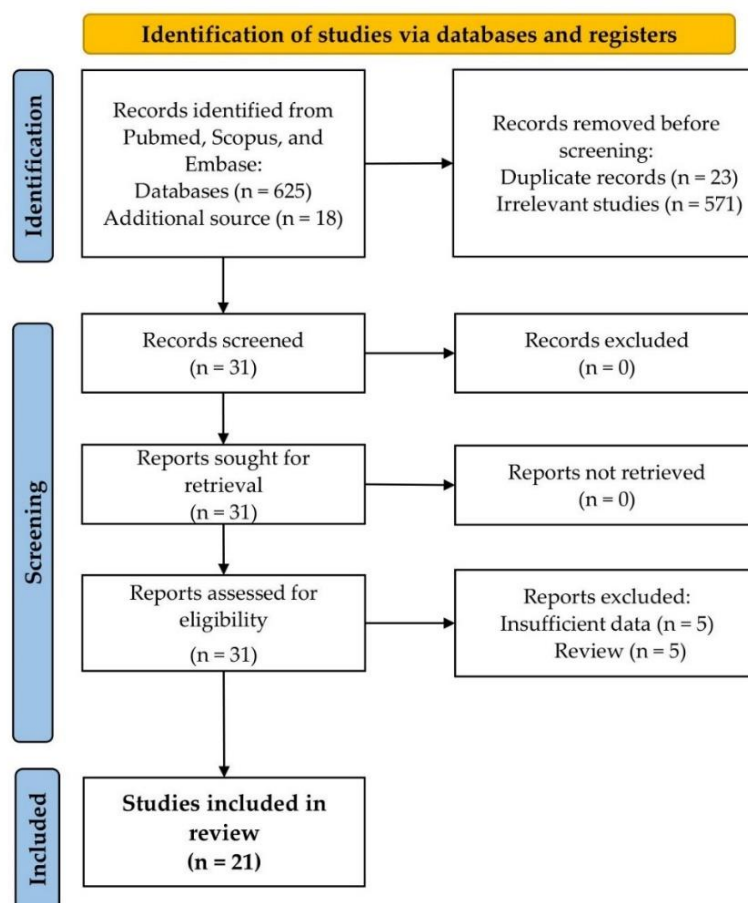 Identification of studies via databases and registers
Identification
Records identified from
Pubmed, Scopus, and
Embase:
Databases (n = 625)
Additional source (n = 18)
Records removed before
screening:
Duplicate records (n = 23)
Irrelevant studies (n = 571)
Screening
Records screened
(n = 31)
Records excluded
(n = 0)
Reports sought for
retrieval
(n = 31)
Reports not retrieved
(n = 0)
Reports assessed for
eligibility
(n = 31)
Reports excluded:
Insufficient data (n = 5)
Review (n = 5)
Included
Studies included in
review
(n = 21)